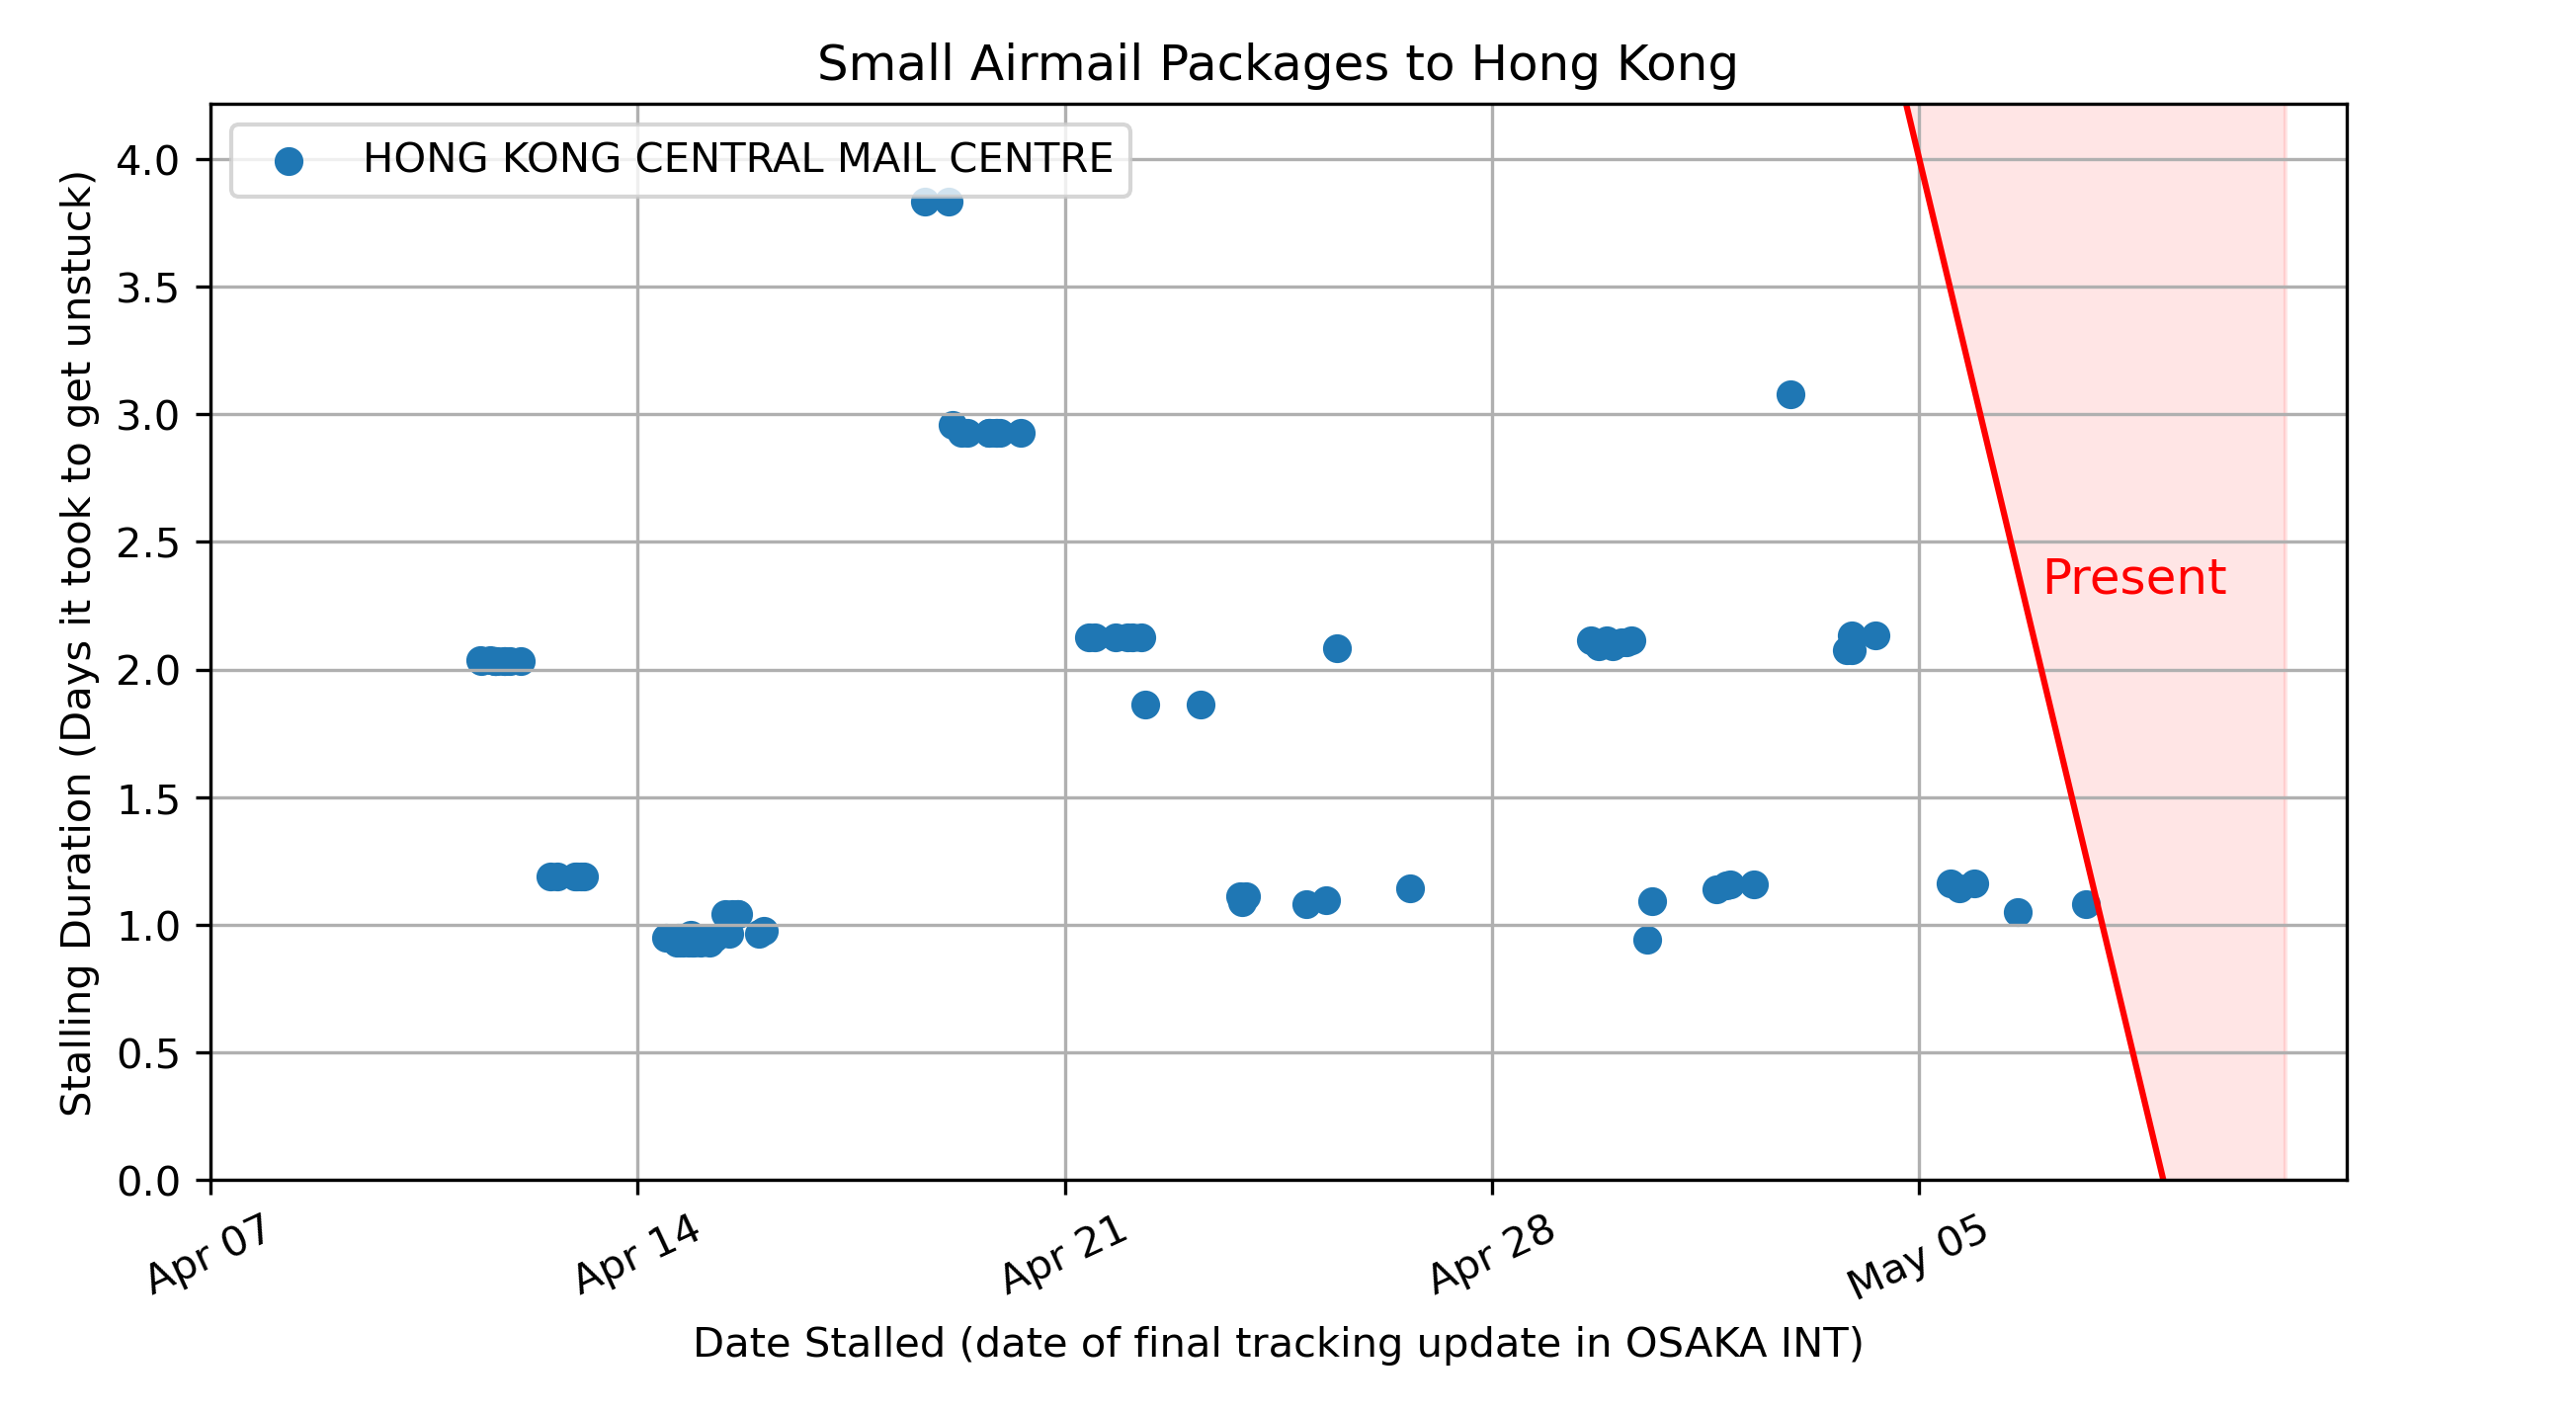 Small Airmail Packages to Hong Kong
HONG KONG CENTRAL MAIL CENTRE
Stalling Duration (Days it took to get unstuck)
4.0
3.5
3.0
2.5
2.0
1.5
1.0
0.5
0.0
Present
Apr 07
Apr 14
Apr 21
Apr 28
May 05
Date Stalled (date of final tracking update in OSAKA INT)